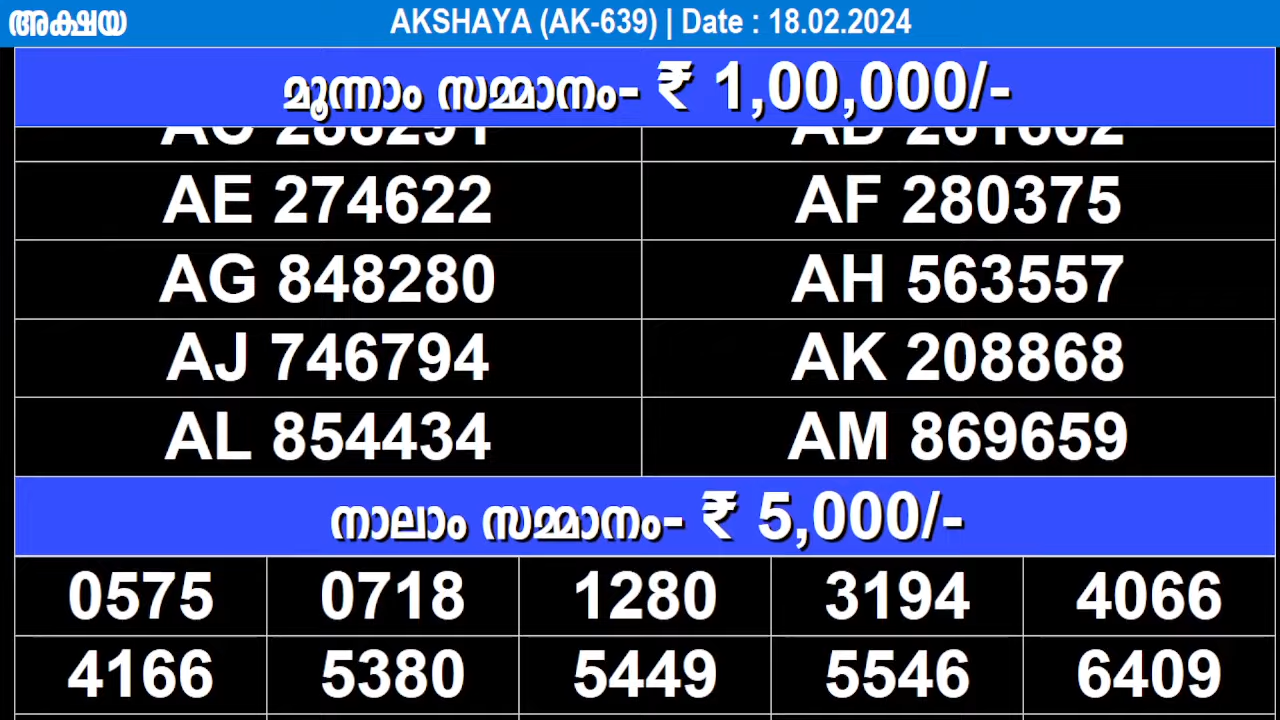 അക്ഷയ AKSHAYA (AK-639) | Date : 18.02.2024
മൂന്നാം സമ്മാനം- ₹ 1,00,000/-
AE 274622 AF 280375
AG 848280 AH 563557
AJ 746794 AK 208868
AL 854434 AM 869659
നാലാം സമ്മാനം- ₹ 5,000/-
0575 0718 1280 3194 4066
4166 5380 5449 5546 6409